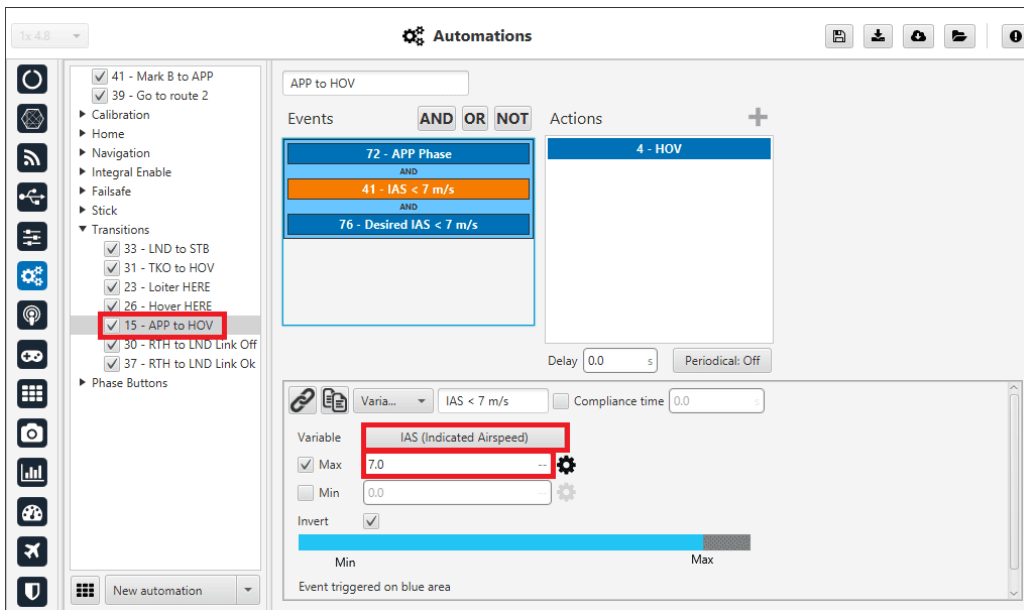 1x 4.8
Automations
41 - Mark B to APP
39 - Go to route 2
Calibration
Home
Navigation
Integral Enable
Failsafe
Stick
Transitions
33 - LND to STB
31 - TKO to HOV
23 - Loiter HERE
26 - Hover HERE
15 - APP to HOV
30 - RTH to LND Link Off
37 - RTH to LND Link Ok
Phase Buttons
New automation
APP to HOV
Events AND OR NOT
72 - APP Phase
AND
41 - IAS < 7 m/s
AND
76 - Desired IAS < 7 m/s
Actions
4 - HOV
Delay 0.0 s Periodical: Off
Varia... IAS < 7 m/s Compliance time 0.0 s
Variable IAS (Indicated Airspeed)
Max 7.0 --
Min 0.0 --
Invert
Min Max
Event triggered on blue area